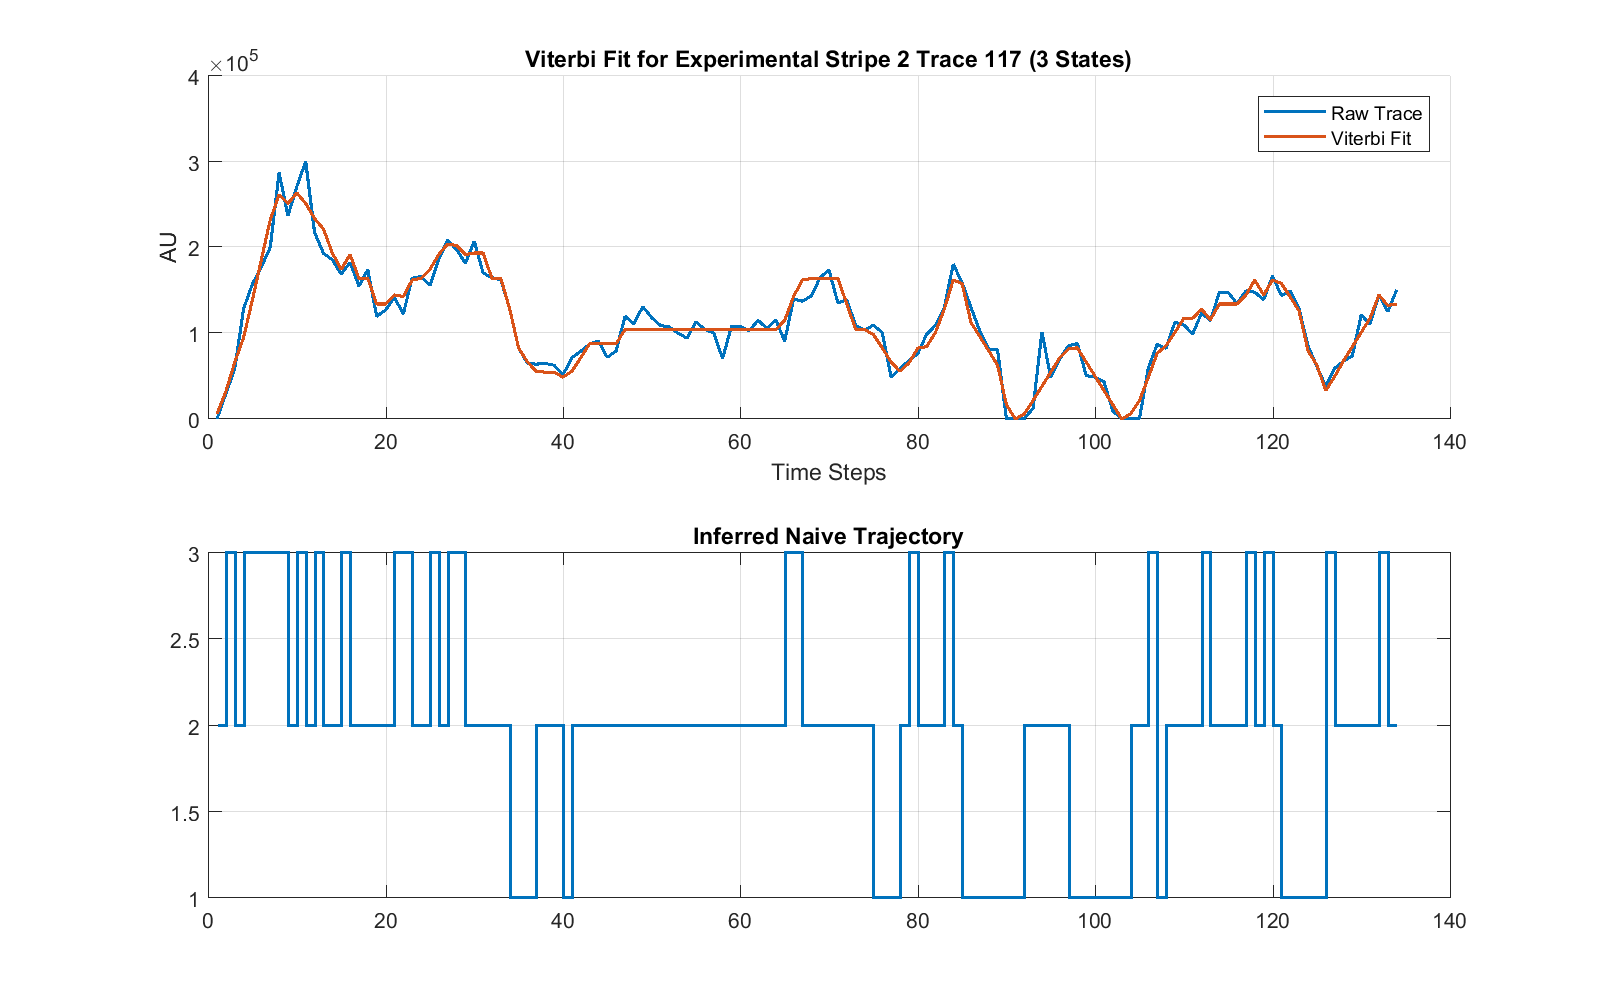 Viterbi Fit for Experimental Stripe 2 Trace 117 (3 States)
×10⁵
4
3
2
1
0
AU
Raw Trace
Viterbi Fit
0 20 40 60 80 100 120 140
Time Steps
Inferred Naive Trajectory
3
2.5
2
1.5
1
0 20 40 60 80 100 120 140